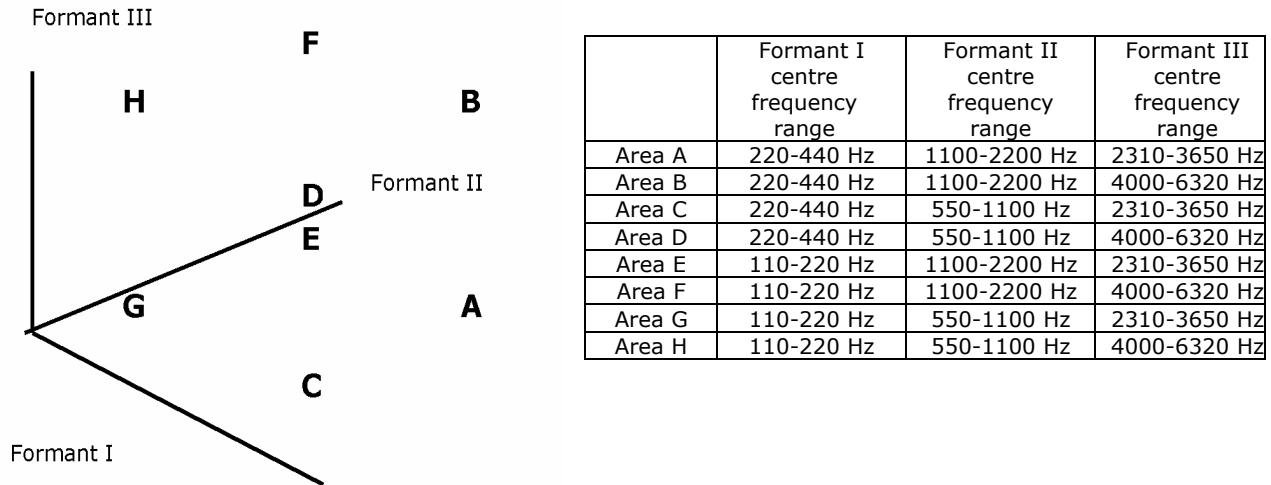 Formant III
F
H
B
D
Formant II
E
G
A
C
Formant I
Formant I centre frequency range Formant II centre frequency range Formant III centre frequency range
Area A 220-440 Hz 1100-2200 Hz 2310-3650 Hz
Area B 220-440 Hz 1100-2200 Hz 4000-6320 Hz
Area C 220-440 Hz 550-1100 Hz 2310-3650 Hz
Area D 220-440 Hz 550-1100 Hz 4000-6320 Hz
Area E 110-220 Hz 1100-2200 Hz 2310-3650 Hz
Area F 110-220 Hz 1100-2200 Hz 4000-6320 Hz
Area G 110-220 Hz 550-1100 Hz 2310-3650 Hz
Area H 110-220 Hz 550-1100 Hz 4000-6320 Hz